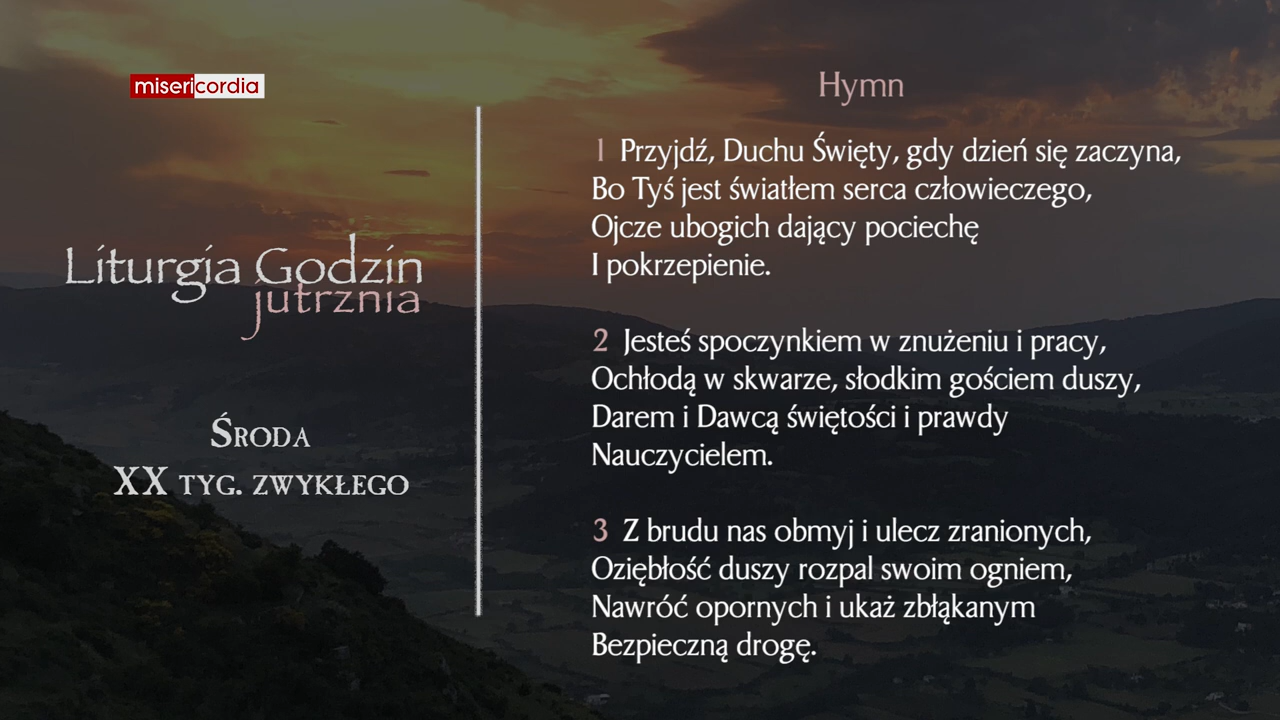 misericordia
Liturgia Godzin
jutrznia
Środa
XX tyg. zwykłego
Hymn
1 Przyjdź, Duchu Święty, gdy dzień się zaczyna,
Bo Tyś jest światłem serca człowieczego,
Ojcze ubogich dający pociechę
I pokrzepienie.
2 Jesteś spoczynkiem w znużeniu i pracy,
Ochłodą w skwarze, słodkim gościem duszy,
Darem i Dawcą świętości i prawdy
Nauczycielem.
3 Z brudu nas obmyj i ulecz zranionych,
Oziębłość duszy rozpal swoim ogniem,
Nawróć opornych i ukaż zbłąkanym
Bezpieczną drogę.